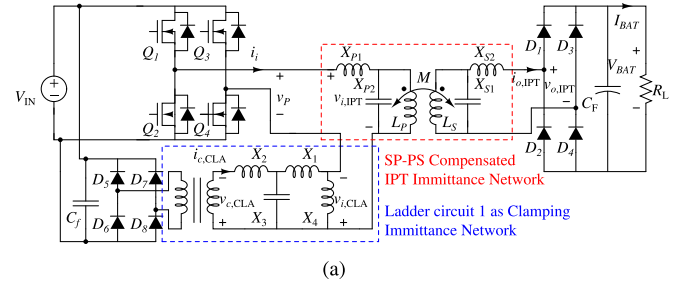 I_BAT
X_P1
X_S2
D_1
D_3
Q_1
Q_3
i_i
M
i_o,IPT
V_BAT
+
+
X_P2
X_S1
+
+
V_IN
v_P
v_i,IPT
v_o,IPT
R_L
−
−
C_F
−
−
Q_2
Q_4
L_P
L_S
D_2
D_4
i_c,CLA
X_2
X_1
SP-PS Compensated
IPT Immittance Network
D_5
D_7
−
−
C_f
v_c,CLA
v_i,CLA
Ladder circuit 1 as Clamping
Immittance Network
D_6
D_8
X_3
X_4
+
+
(a)